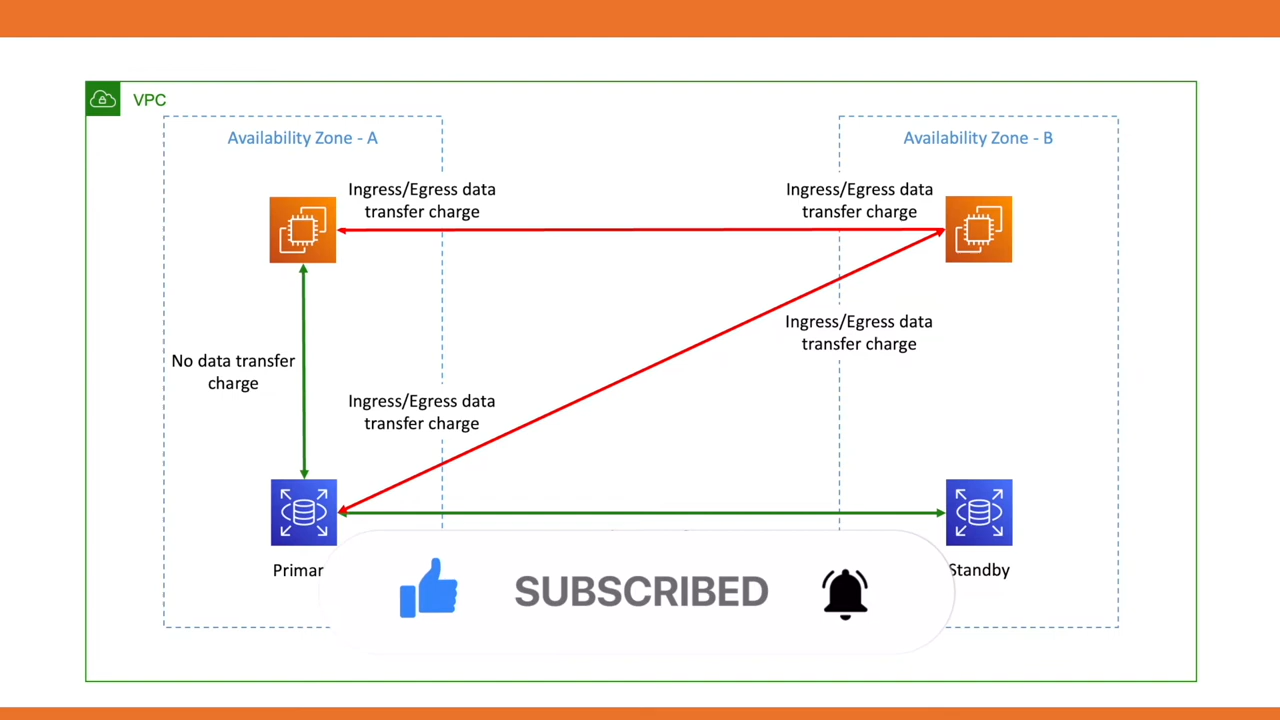 VPC
Availability Zone - A
Availability Zone - B
Ingress/Egress data
transfer charge
Ingress/Egress data
transfer charge
Ingress/Egress data
transfer charge
No data transfer
charge
Ingress/Egress data
transfer charge
Primar
Standby
SUBSCRIBED